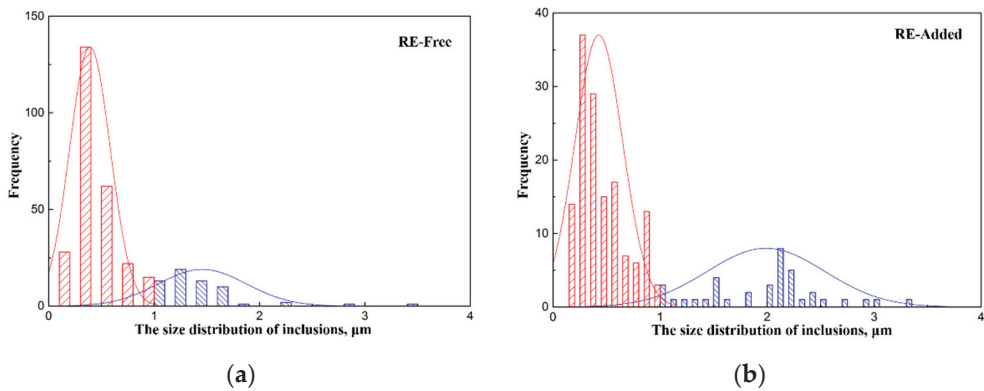 150
100
50
0
Frequency
RE-Free
0 1 2 3 4
The size distribution of inclusions, μm
(a)
40
30
20
10
0
Frequency
RE-Added
0 1 2 3 4
The size distribution of inclusions, μm
(b)